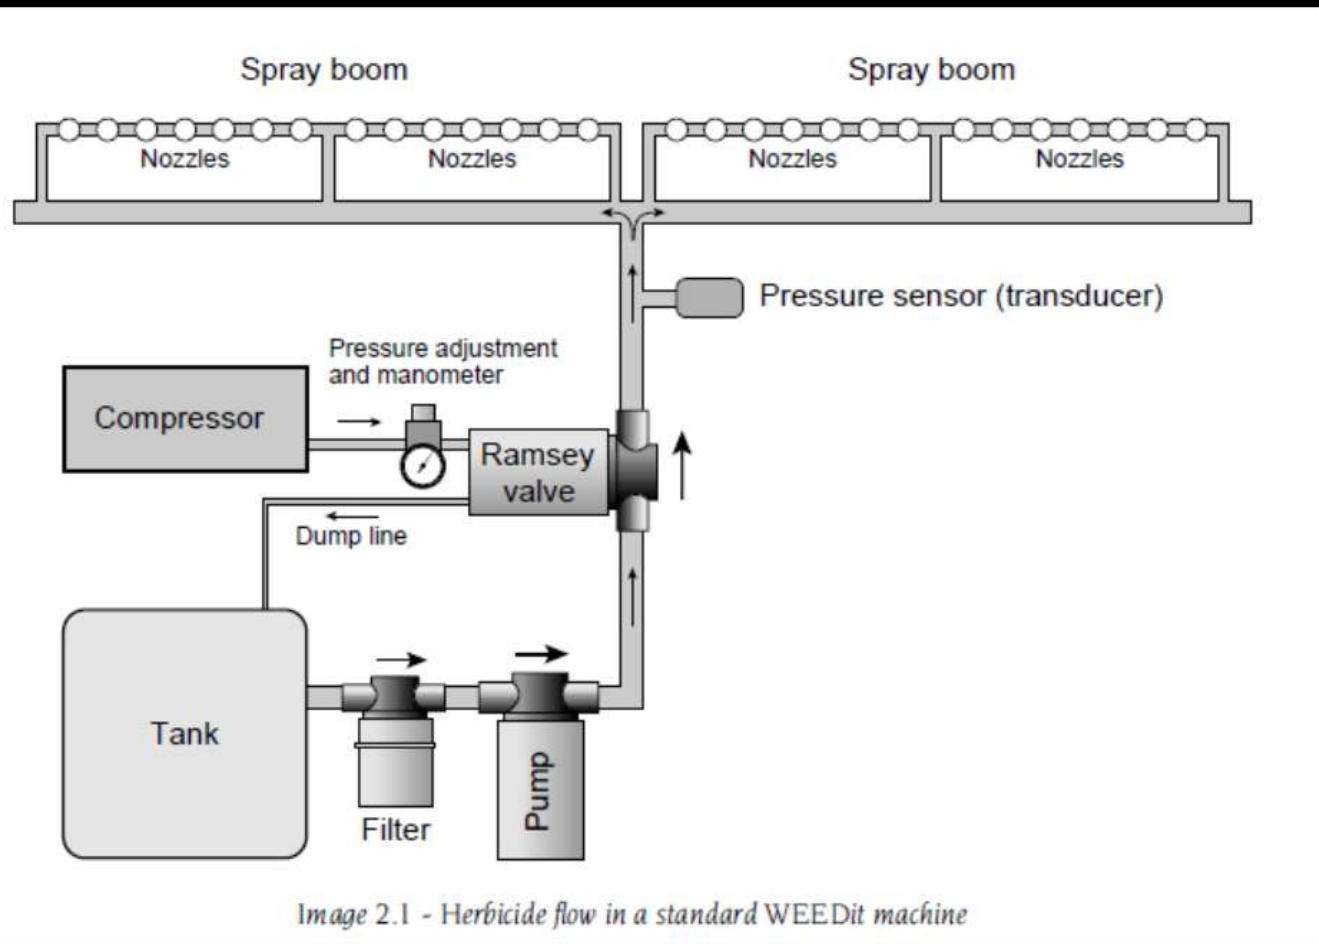 Spray boom
Spray boom
Nozzles
Nozzles
Nozzles
Nozzles
Pressure sensor (transducer)
Pressure adjustment
and manometer
Compressor
Ramsey
valve
Dump line
Tank
Filter
Pump
Image 2.1 - Herbicide flow in a standard WEEDit machine